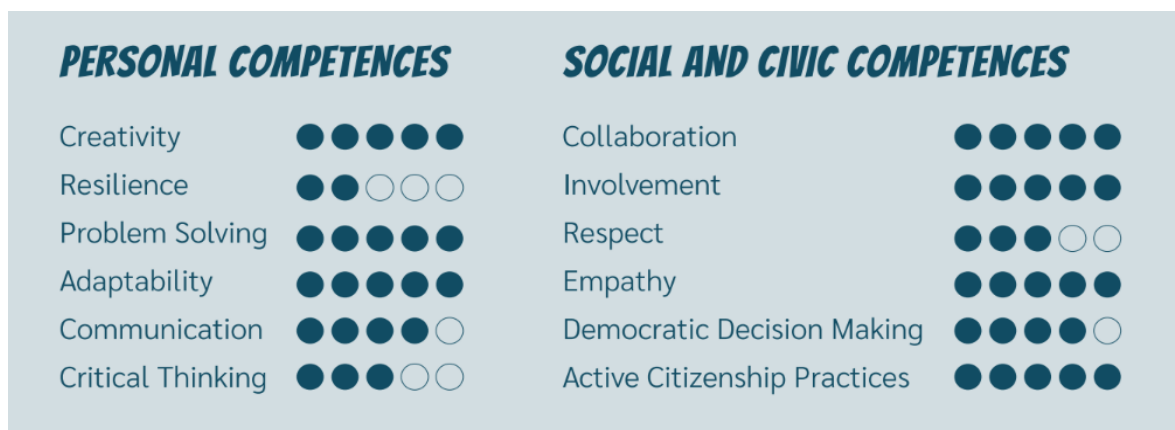 PERSONAL COMPETENCES
Creativity
Resilience
Problem Solving
Adaptability
Communication
Critical Thinking
SOCIAL AND CIVIC COMPETENCES
Collaboration
Involvement
Respect
Empathy
Democratic Decision Making
Active Citizenship Practices